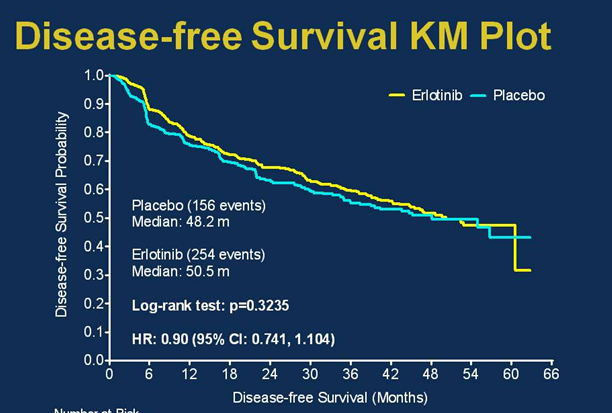 Disease-free Survival KM Plot
Erlotinib Placebo
Disease-free Survival Probability
1.0
0.9
0.8
0.7
0.6
0.5
0.4
0.3
0.2
0.1
0.0
Placebo (156 events)
Median: 48.2 m
Erlotinib (254 events)
Median: 50.5 m
Log-rank test: p=0.3235
HR: 0.90 (95% CI: 0.741, 1.104)
0 6 12 18 24 30 36 42 48 54 60 66
Disease-free Survival (Months)
Number at Risk